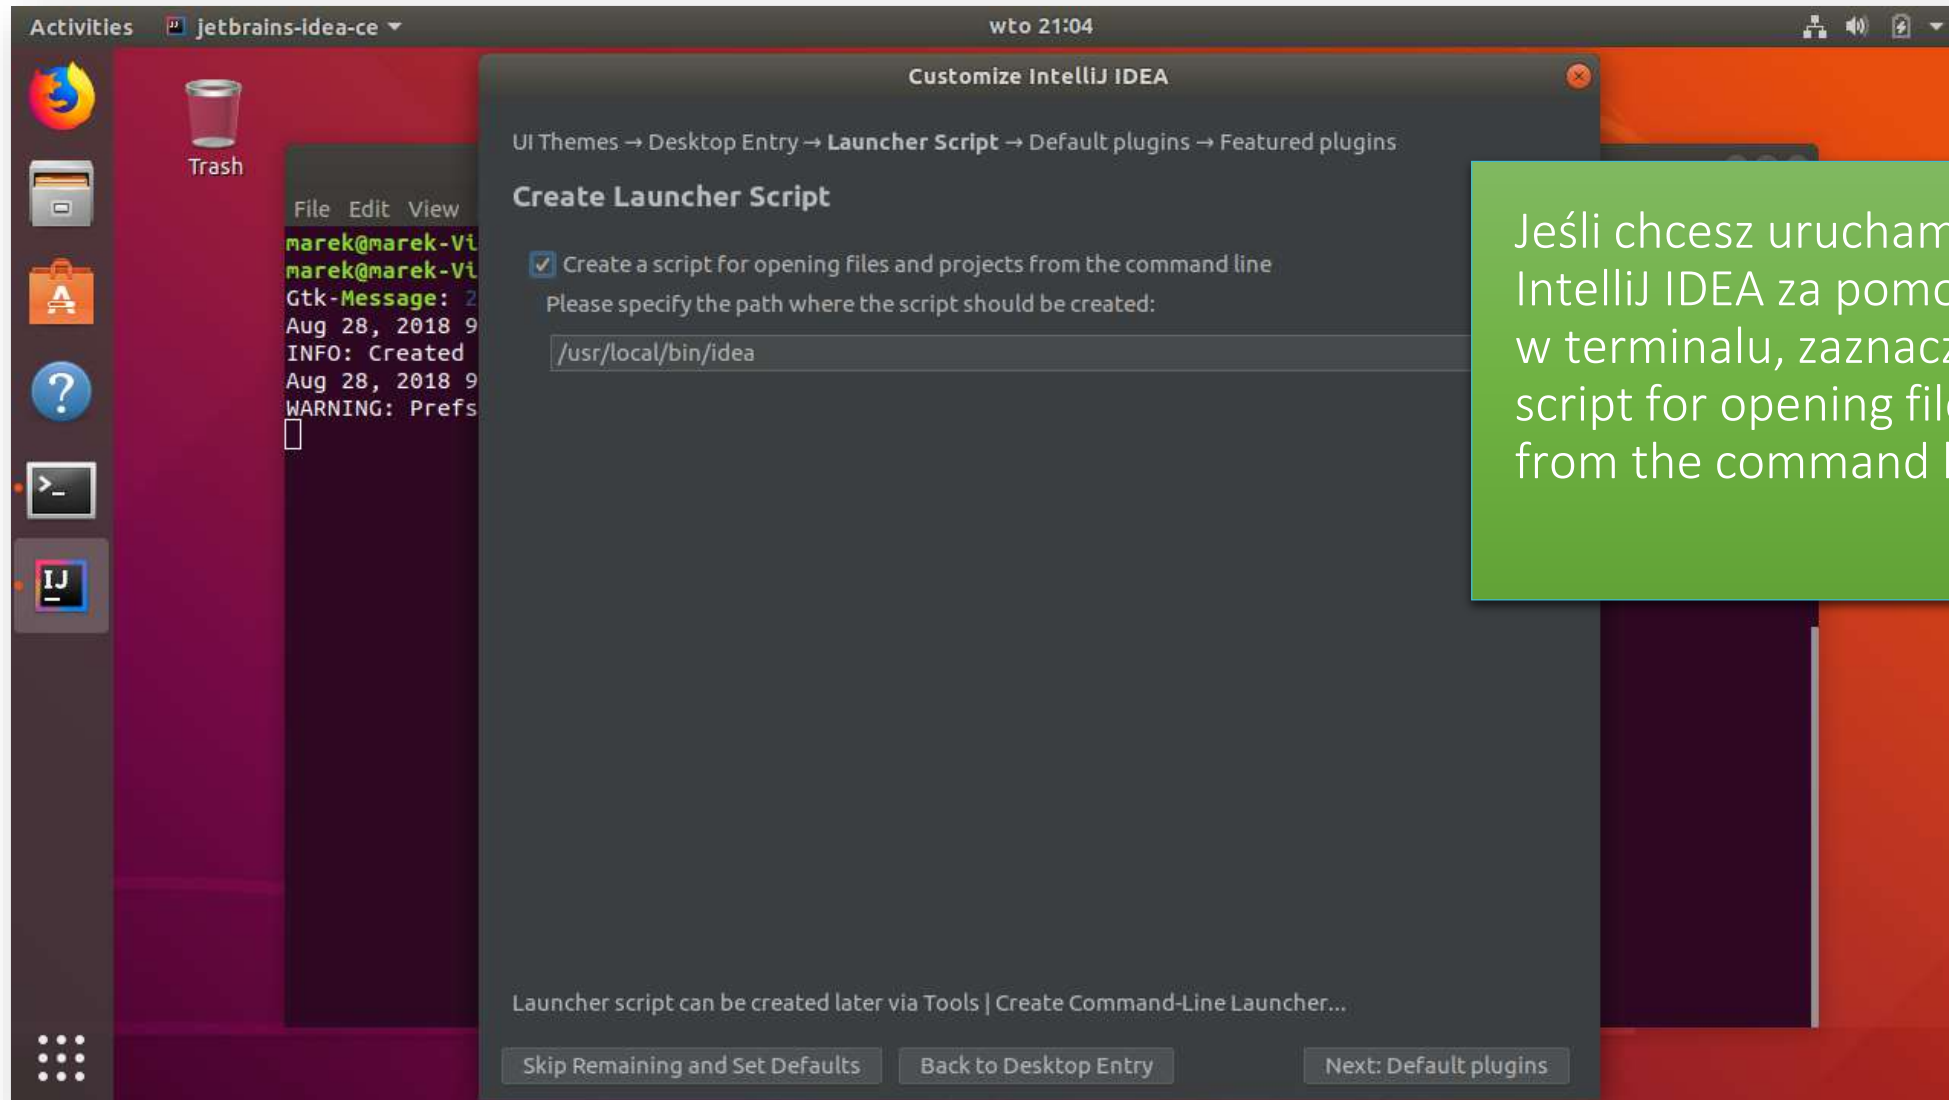 Activities
jetbrains-idea-ce
wto 21:04
Trash
File Edit View
marek@marek-Vi
marek@marek-Vi
Gtk-Message: 2
Aug 28, 2018 9
INFO: Created
Aug 28, 2018 9
WARNING: Prefs
Customize IntelliJ IDEA
UI Themes → Desktop Entry → Launcher Script → Default plugins → Featured plugins
Create Launcher Script
Create a script for opening files and projects from the command line
Please specify the path where the script should be created:
/usr/local/bin/idea
Launcher script can be created later via Tools | Create Command-Line Launcher...
Skip Remaining and Set Defaults
Back to Desktop Entry
Next: Default plugins
Jeśli chcesz urucham
IntelliJ IDEA za pomo
w terminalu, zaznacz
script for opening fil
from the command